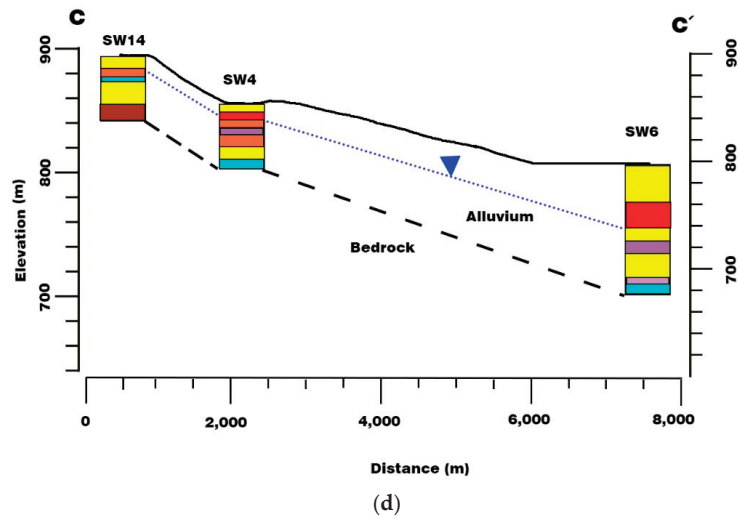 C
C′
SW14
SW4
SW6
900
800
700
Elevation (m)
900
800
700
Alluvium
Bedrock
0
2,000
4,000
6,000
8,000
Distance (m)
(d)